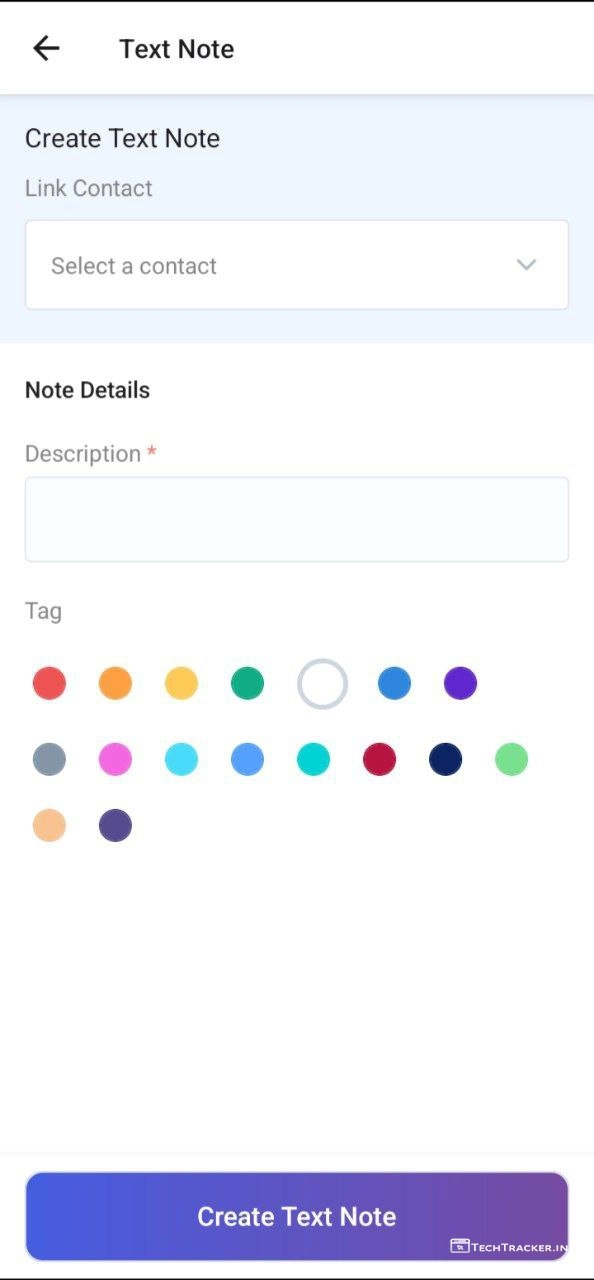 Text Note
Create Text Note
Link Contact
Select a contact
Note Details
Description *
Tag
Create Text Note
TECHTRACKER.IN